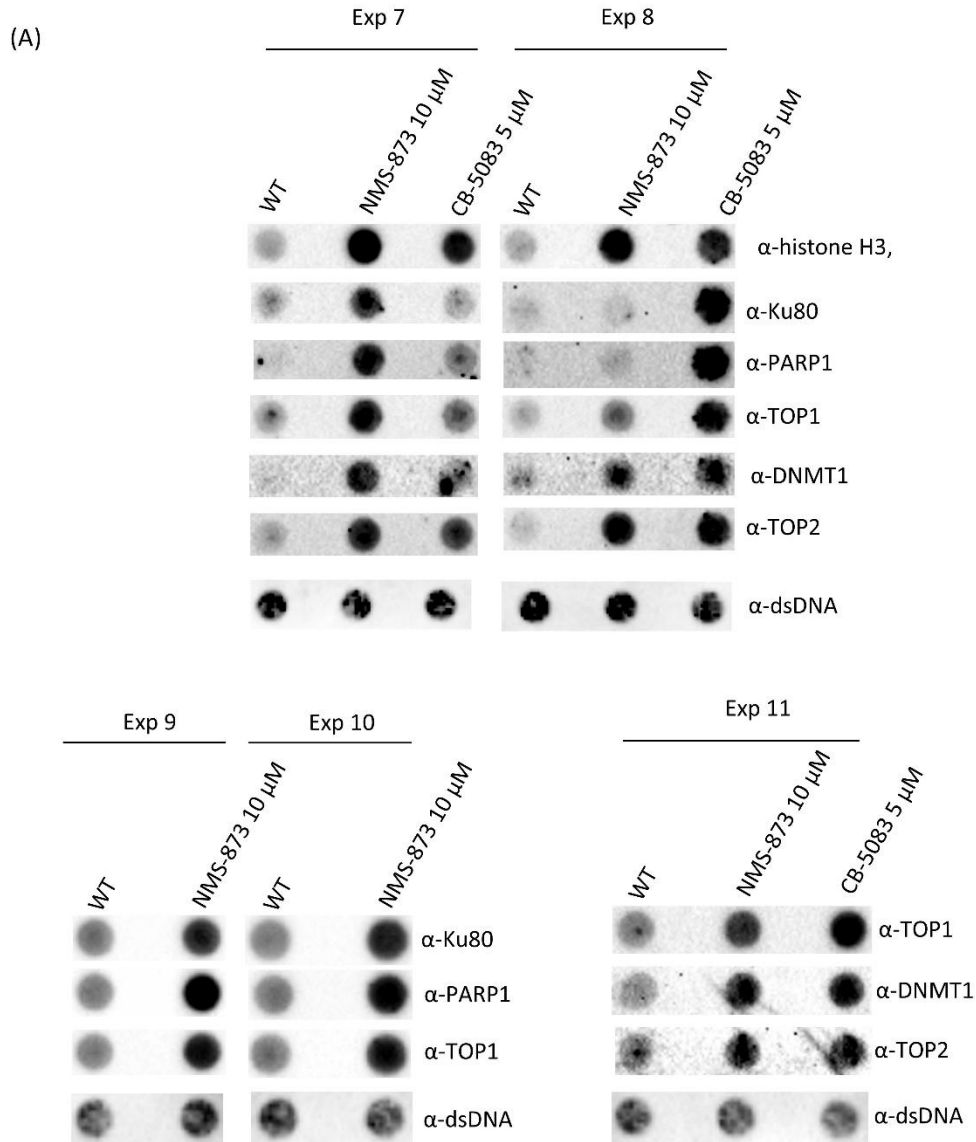 (A)
Exp 7
Exp 8
WT
NMS-873 10 µM
CB-5083 5 µM
WT
NMS-873 10 µM
CB-5083 5 µM
α-histone H3,
α-Ku80
α-PARP1
α-TOP1
α-DNMT1
α-TOP2
α-dsDNA
Exp 9
Exp 10
Exp 11
WT
NMS-873 10 µM
WT
NMS-873 10 µM
WT
NMS-873 10 µM
CB-5083 5 µM
α-Ku80
α-PARP1
α-TOP1
α-dsDNA
α-TOP1
α-DNMT1
α-TOP2
α-dsDNA